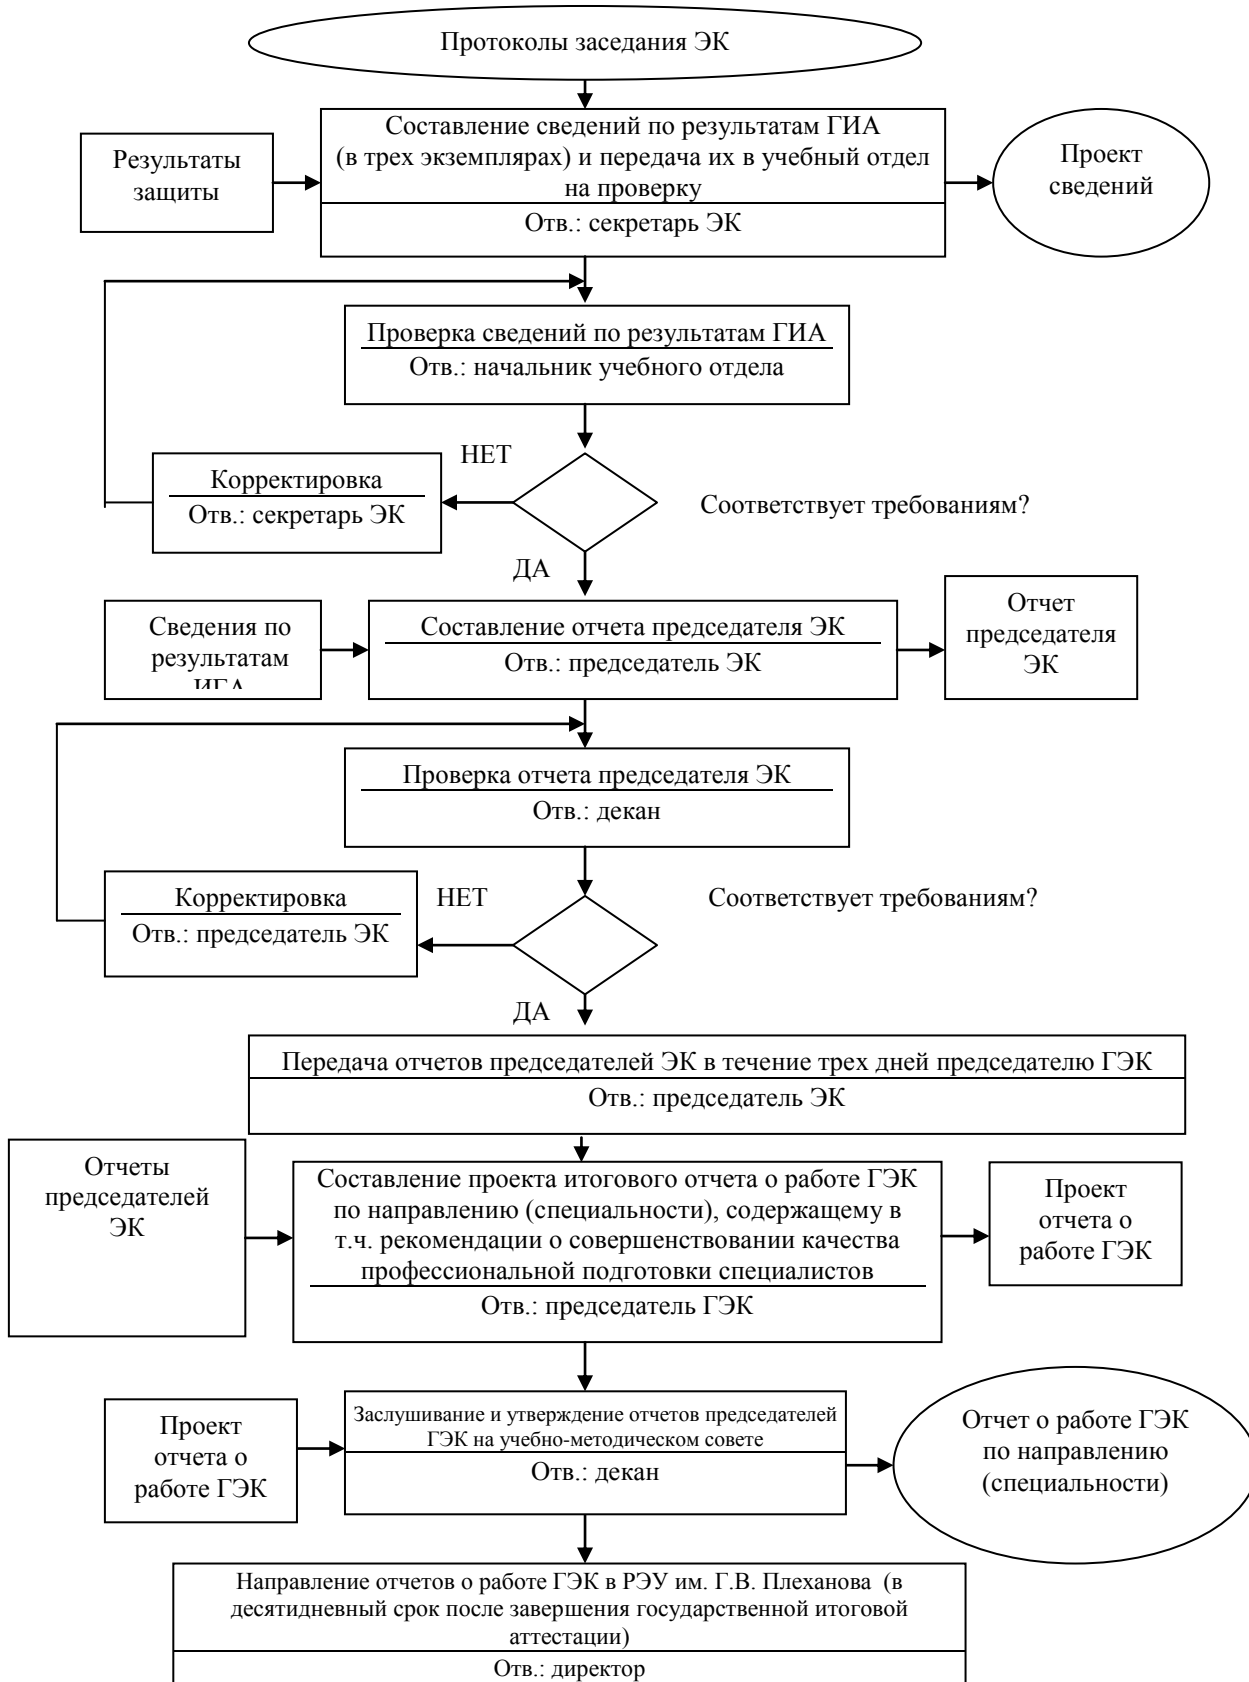 Протоколы заседания ЭК
Составление сведений по результатам ГИА
(в трех экземплярах) и передача их в учебный отдел
на проверку
Отв.: секретарь ЭК
Результаты
защиты
Проект
сведений
Проверка сведений по результатам ГИА
Отв.: начальник учебного отдела
НЕТ
Корректировка
Отв.: секретарь ЭК
Соответствует требованиям?
ДА
Сведения по
результатам
ИГА
Составление отчета председателя ЭК
Отв.: председатель ЭК
Отчет
председателя
ЭК
Проверка отчета председателя ЭК
Отв.: декан
Корректировка
Отв.: председатель ЭК
НЕТ
Соответствует требованиям?
ДА
Передача отчетов председателей ЭК в течение трех дней председателю ГЭК
Отв.: председатель ЭК
Отчеты
председателей
ЭК
Составление проекта итогового отчета о работе ГЭК
по направлению (специальности), содержащему в
т.ч. рекомендации о совершенствовании качества
профессиональной подготовки специалистов
Отв.: председатель ГЭК
Проект
отчета о
работе ГЭК
Проект
отчета о
работе ГЭК
Заслушивание и утверждение отчетов председателей
ГЭК на учебно-методическом совете
Отв.: декан
Отчет о работе ГЭК
по направлению
(специальности)
Направление отчетов о работе ГЭК в РЭУ им. Г.В. Плеханова (в
десятидневный срок после завершения государственной итоговой
аттестации)
Отв.: директор